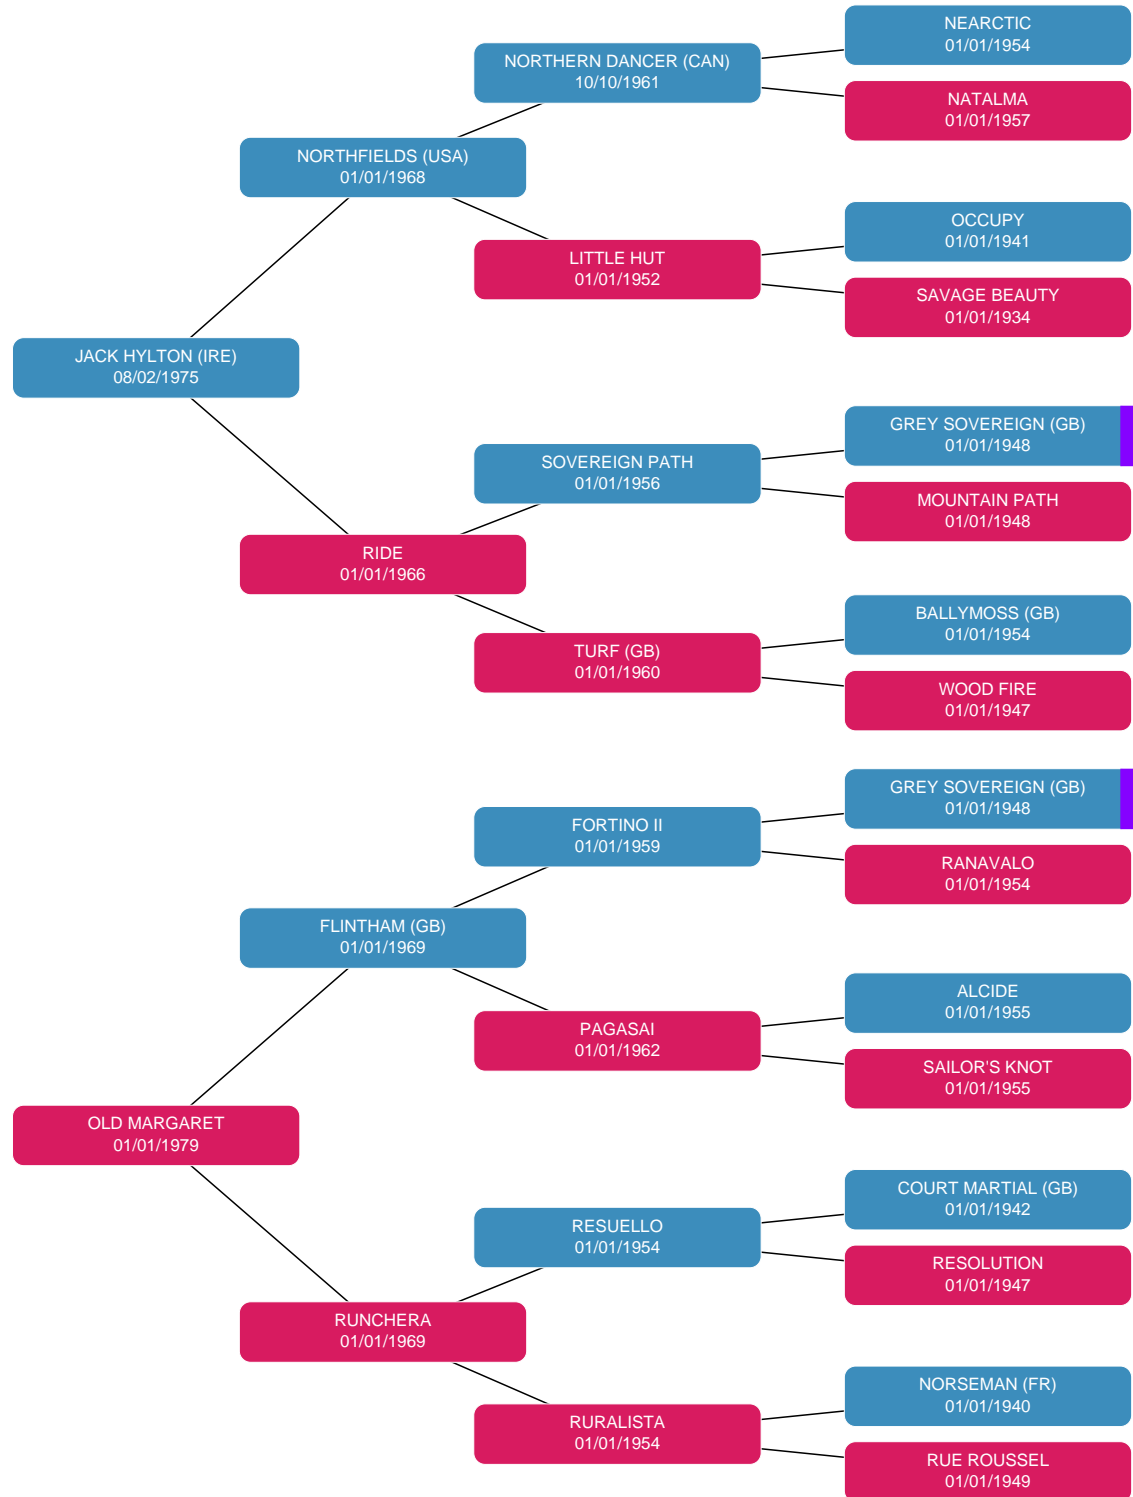 NEARCTIC
01/01/1954
NORTHERN DANCER (CAN)
10/10/1961
NATALMA
01/01/1957
NORTHFIELDS (USA)
01/01/1968
OCCUPY
01/01/1941
LITTLE HUT
01/01/1952
SAVAGE BEAUTY
01/01/1934
JACK HYLTON (IRE)
08/02/1975
GREY SOVEREIGN (GB)
01/01/1948
SOVEREIGN PATH
01/01/1956
MOUNTAIN PATH
01/01/1948
RIDE
01/01/1966
BALLYMOSS (GB)
01/01/1954
TURF (GB)
01/01/1960
WOOD FIRE
01/01/1947
GREY SOVEREIGN (GB)
01/01/1948
FORTINO II
01/01/1959
RANAVALO
01/01/1954
FLINTHAM (GB)
01/01/1969
ALCIDE
01/01/1955
PAGASAI
01/01/1962
SAILOR'S KNOT
01/01/1955
OLD MARGARET
01/01/1979
COURT MARTIAL (GB)
01/01/1942
RESUELLO
01/01/1954
RESOLUTION
01/01/1947
RUNCHERA
01/01/1969
NORSEMAN (FR)
01/01/1940
RURALISTA
01/01/1954
RUE ROUSSEL
01/01/1949